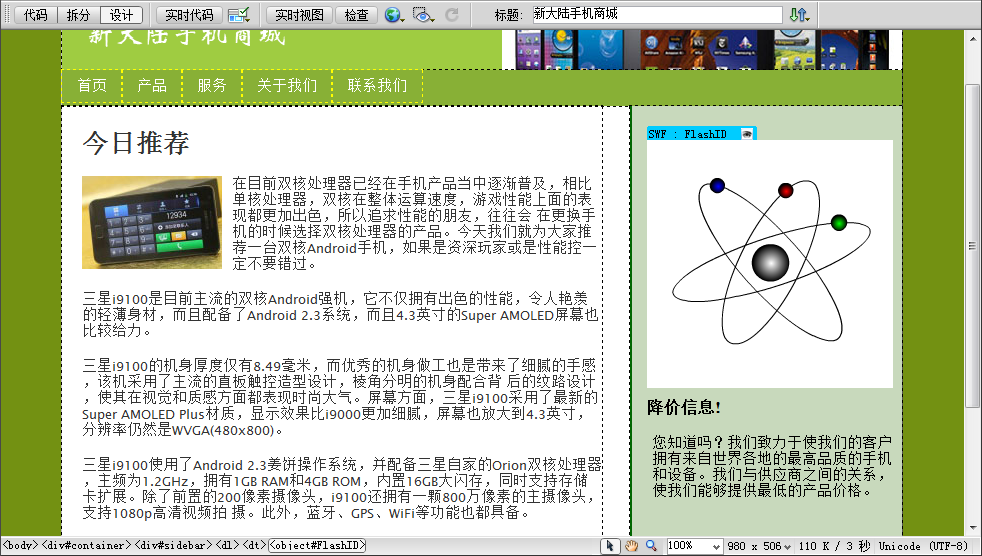 代码 拆分 设计 实时代码 实时视图 检查 标题: 新大陆手机商城
新大陆手机商城
首页 产品 服务 关于我们 联系我们
今日推荐
在目前双核处理器已经在手机产品当中逐渐普及，相比
单核处理器，双核在整体运算速度，游戏性能上面的表
现都更加出色，所以追求性能的朋友，往往会 在更换手
机的时候选择双核处理器的产品。今天我们就为大家推
荐一台双核Android手机，如果是资深玩家或是性能控一
定不要错过。
三星i9100是目前主流的双核Android强机，它不仅拥有出色的性能，令人艳羡
的轻薄身材，而且配备了Android 2.3系统，而且4.3英寸的Super AMOLED屏幕也
比较给力。
三星i9100的机身厚度仅有8.49毫米，而优秀的机身做工也是带来了细腻的手感
，该机采用了主流的直板触控造型设计，棱角分明的机身配合背 后的纹路设计
，使其在视觉和质感方面都表现时尚大气。屏幕方面，三星i9100采用了最新的
Super AMOLED Plus材质，显示效果比i9000更加细腻，屏幕也放大到4.3英寸，
分辨率仍然是WVGA(480x800)。
三星i9100使用了Android 2.3姜饼操作系统，并配备三星自家的Orion双核处理器
，主频为1.2GHz，拥有1GB RAM和4GB ROM，内置16GB大闪存，同时支持存储
卡扩展。除了前置的200像素摄像头，i9100还拥有一颗800万像素的主摄像头，
支持1080p高清视频拍 摄。此外，蓝牙、GPS、WiFi等功能也都具备。
SWF : FlashID
降价信息!
您知道吗？我们致力于使我们的客户
拥有来自世界各地的最高品质的手机
和设备。我们与供应商之间的关系，
使我们能够提供最低的产品价格。
<body> <div#container> <div#sidebar> <dl> <dt> <object#FlashID> 100% 980 x 506 110 K / 3 秒 Unicode (UTF-8)